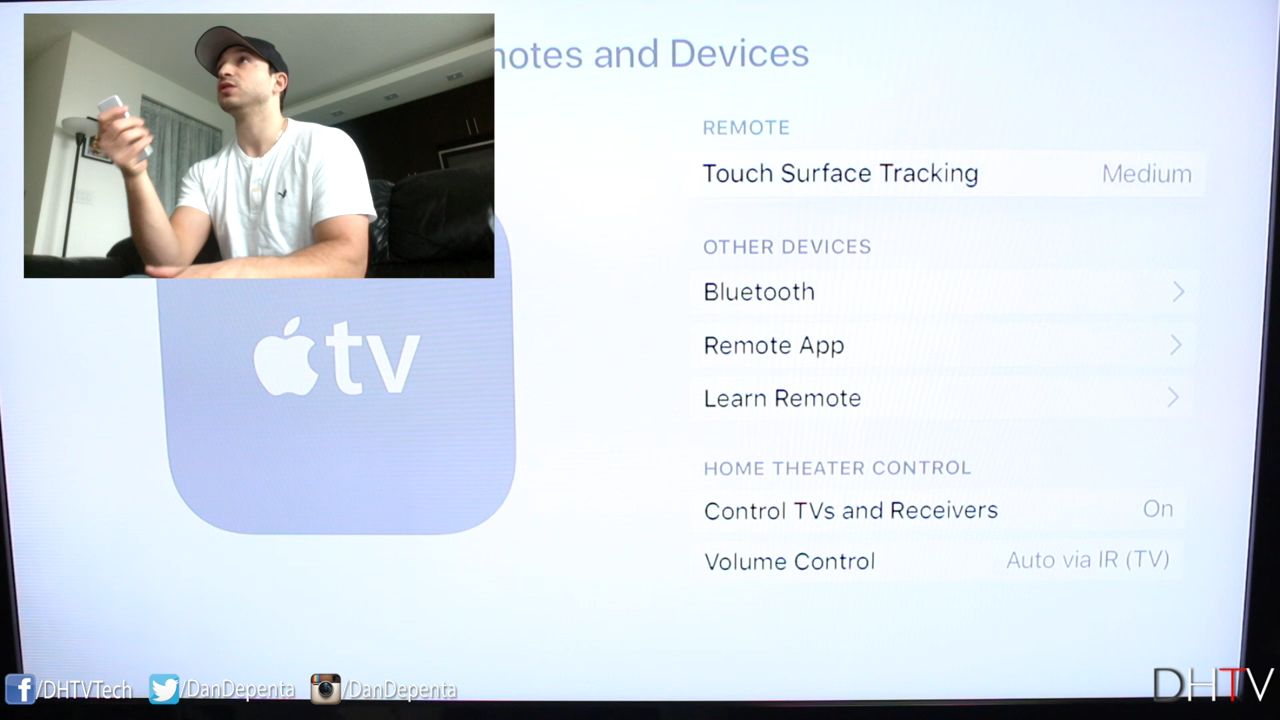 notes and Devices
REMOTE
Touch Surface Tracking Medium
OTHER DEVICES
Bluetooth
Remote App
Learn Remote
HOME THEATER CONTROL
Control TVs and Receivers On
Volume Control Auto via IR (TV)
tv
/DHTVTech /DanDepenta /DanDepenta
DHTV